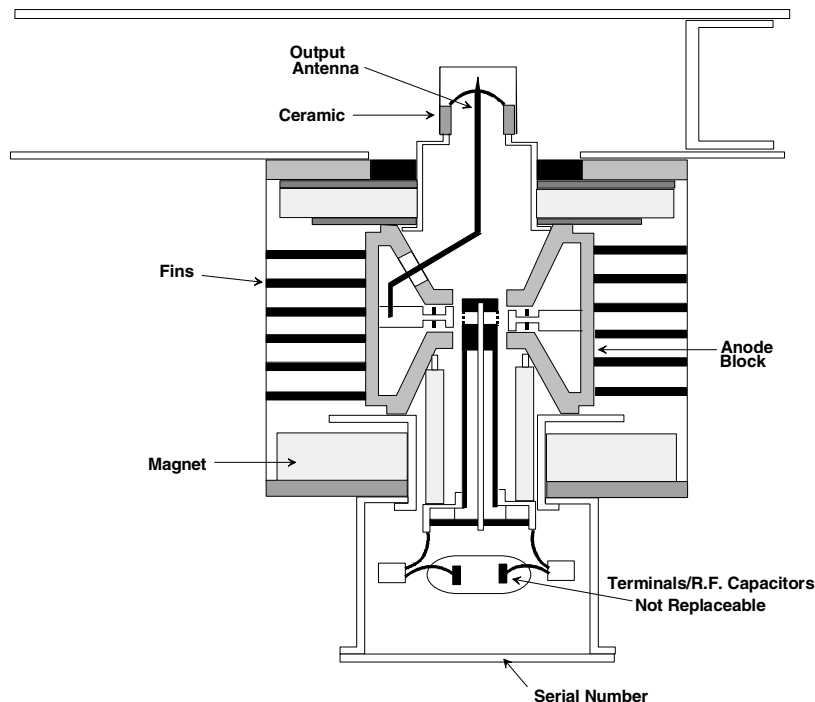 Output
Antenna
Ceramic
Fins
Anode
Block
Magnet
Terminals/R.F. Capacitors
Not Replaceable
Serial Number